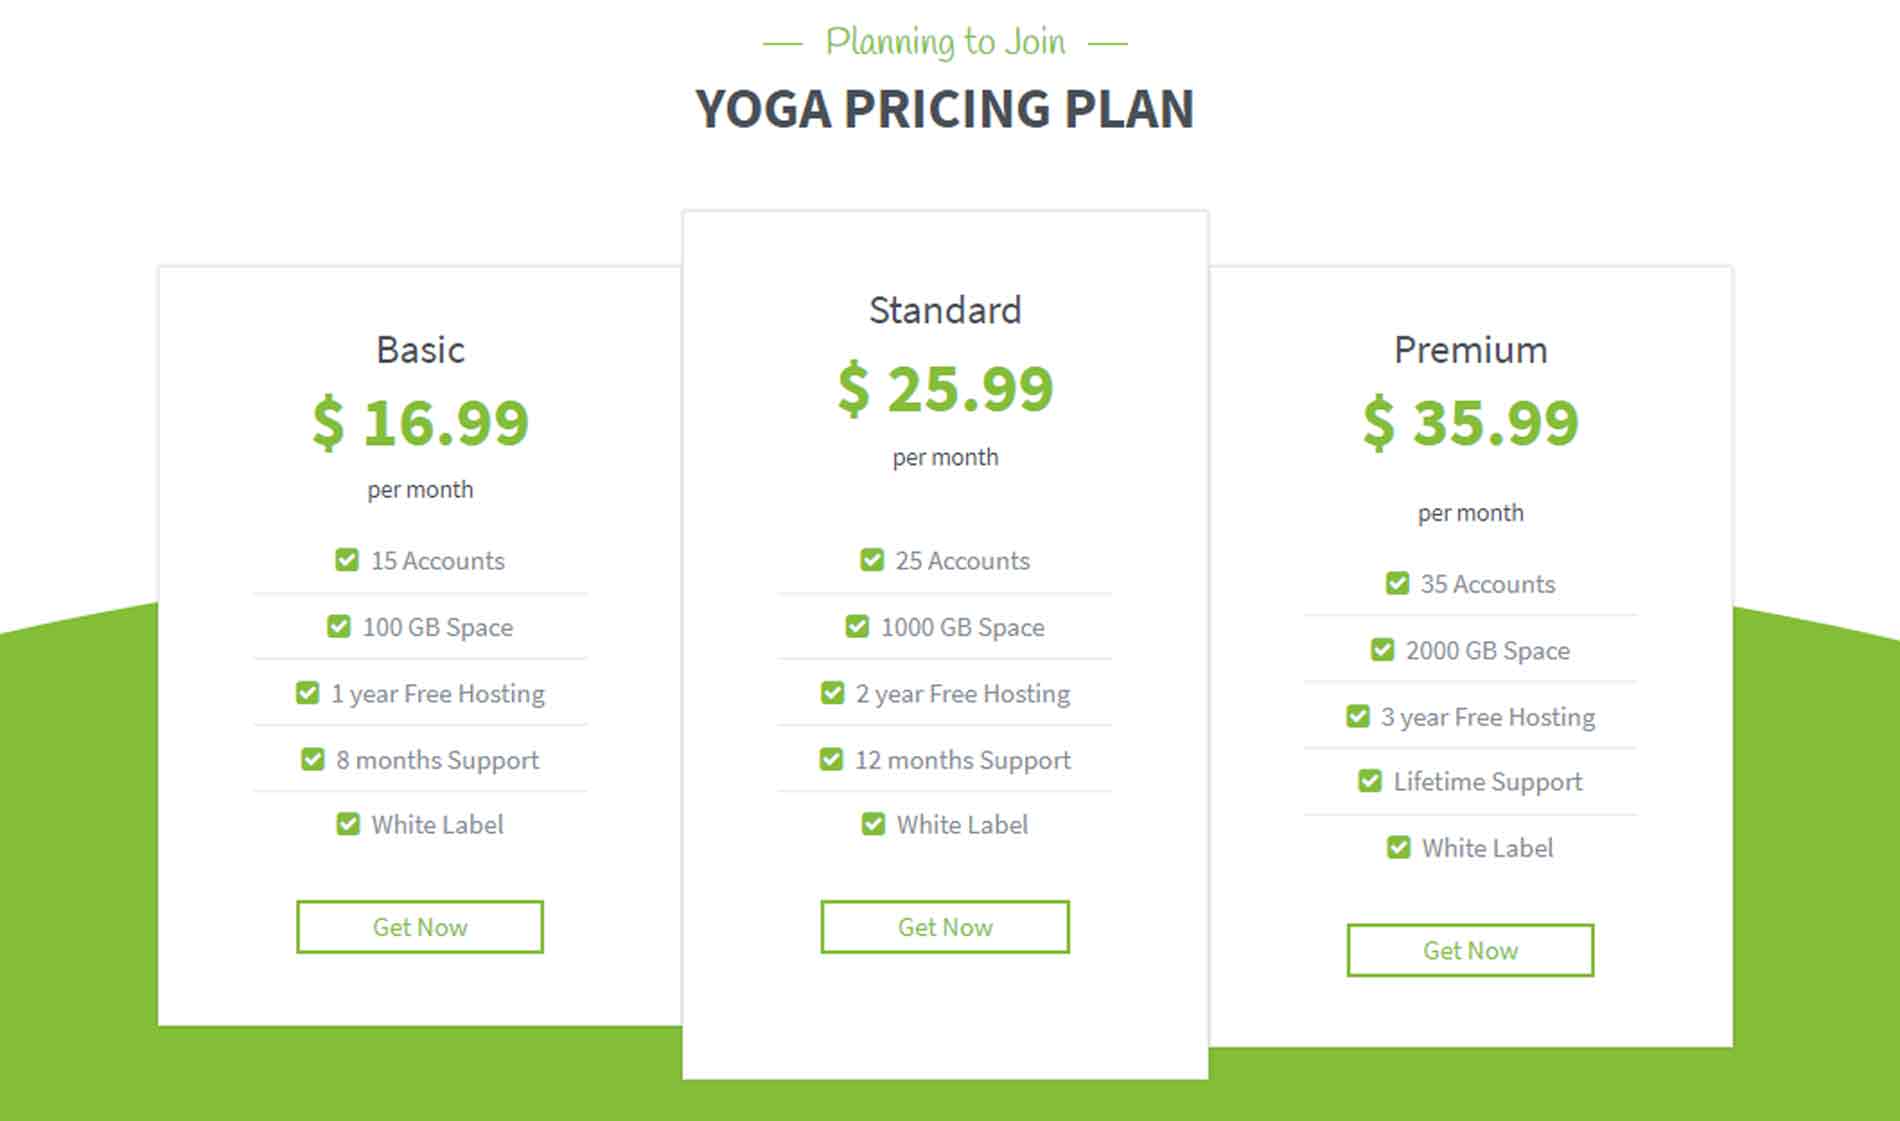 Planning to Join
YOGA PRICING PLAN
Basic
$ 16.99
per month
15 Accounts
100 GB Space
1 year Free Hosting
8 months Support
White Label
Get Now
Standard
$ 25.99
per month
25 Accounts
1000 GB Space
2 year Free Hosting
12 months Support
White Label
Get Now
Premium
$ 35.99
per month
35 Accounts
2000 GB Space
3 year Free Hosting
Lifetime Support
White Label
Get Now